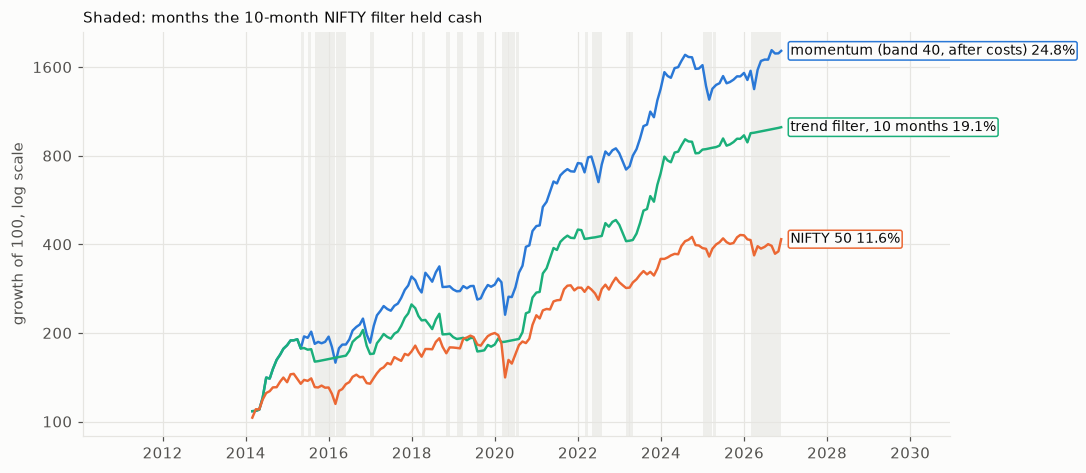 Shaded: months the 10-month NIFTY filter held cash
momentum (band 40, after costs) 24.8%
1600
trend filter, 10 months 19.1%
800
growth of 100, log scale
NIFTY 50 11.6%
400
200
100
2012 2014 2016 2018 2020 2022 2024 2026 2028 2030